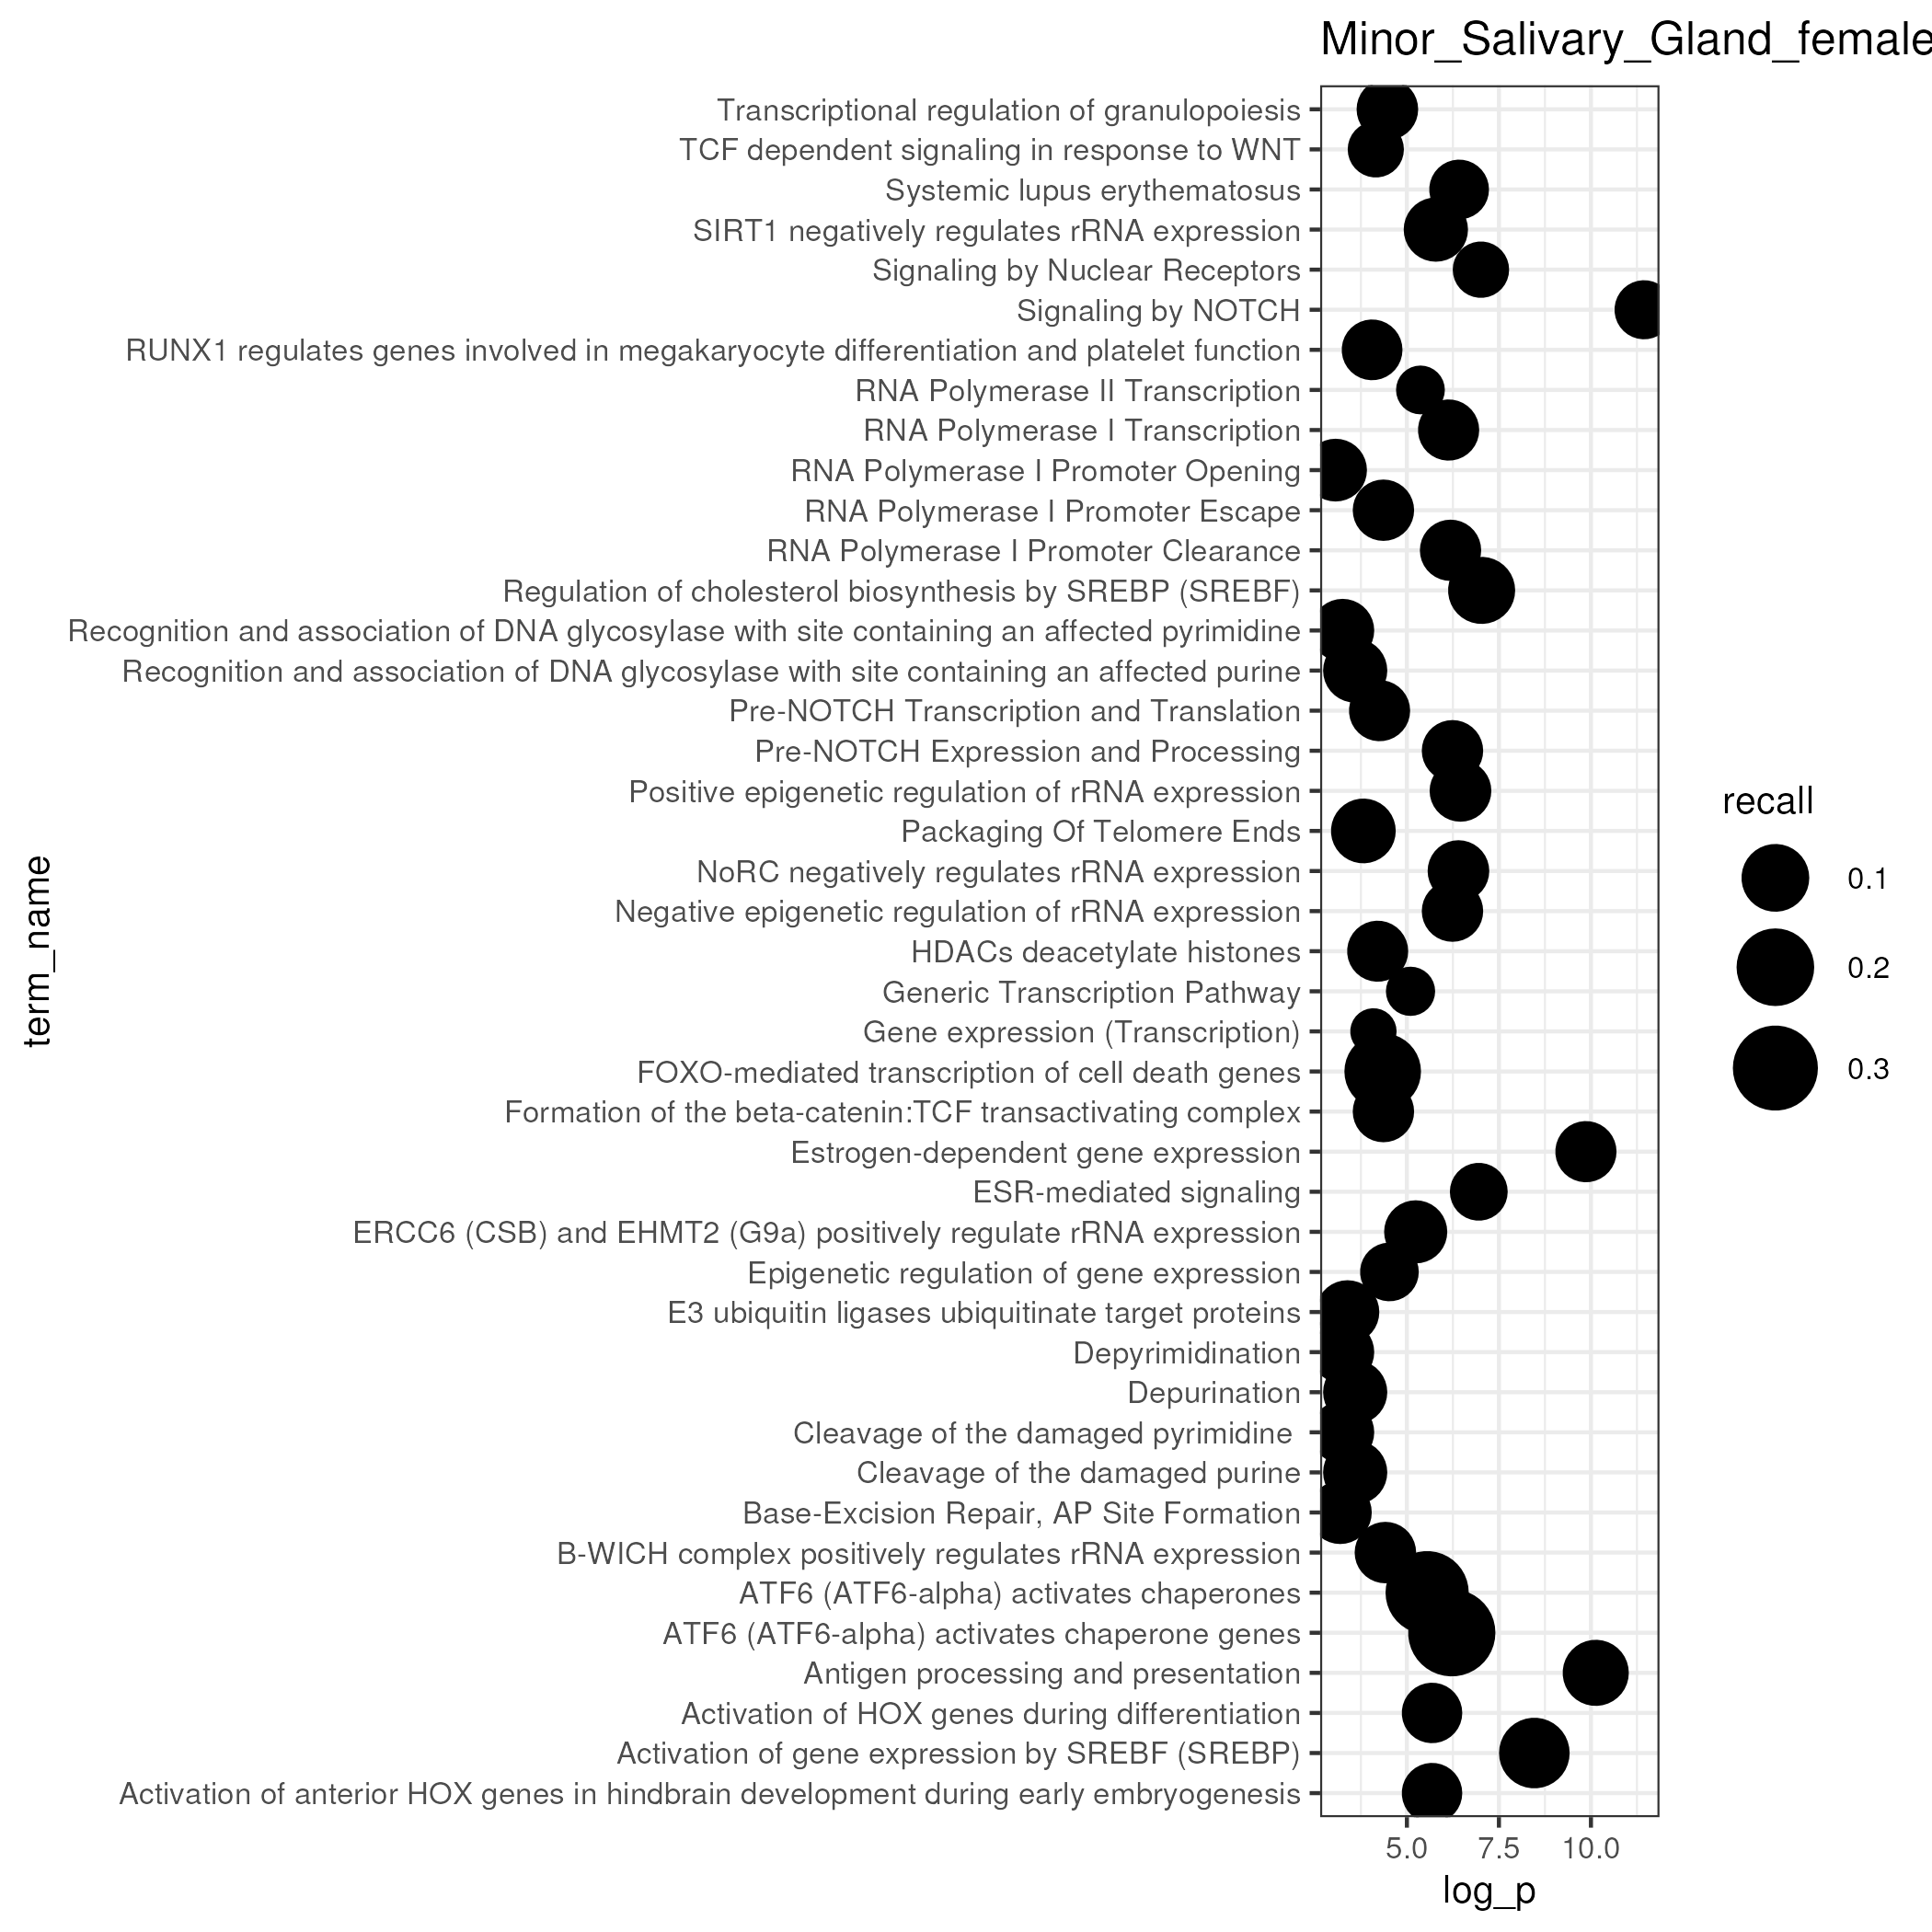 Minor_Salivary_Gland_female
Transcriptional regulation of granulopoiesis
TCF dependent signaling in response to WNT
Systemic lupus erythematosus
SIRT1 negatively regulates rRNA expression
Signaling by Nuclear Receptors
Signaling by NOTCH
RUNX1 regulates genes involved in megakaryocyte differentiation and platelet function
RNA Polymerase II Transcription
RNA Polymerase I Transcription
RNA Polymerase I Promoter Opening
RNA Polymerase I Promoter Escape
RNA Polymerase I Promoter Clearance
Regulation of cholesterol biosynthesis by SREBP (SREBF)
Recognition and association of DNA glycosylase with site containing an affected pyrimidine
Recognition and association of DNA glycosylase with site containing an affected purine
Pre-NOTCH Transcription and Translation
Pre-NOTCH Expression and Processing
Positive epigenetic regulation of rRNA expression
Packaging Of Telomere Ends
NoRC negatively regulates rRNA expression
Negative epigenetic regulation of rRNA expression
HDACs deacetylate histones
Generic Transcription Pathway
Gene expression (Transcription)
FOXO-mediated transcription of cell death genes
Formation of the beta-catenin:TCF transactivating complex
Estrogen-dependent gene expression
ESR-mediated signaling
ERCC6 (CSB) and EHMT2 (G9a) positively regulate rRNA expression
Epigenetic regulation of gene expression
E3 ubiquitin ligases ubiquitinate target proteins
Depyrimidination
Depurination
Cleavage of the damaged pyrimidine
Cleavage of the damaged purine
Base-Excision Repair, AP Site Formation
B-WICH complex positively regulates rRNA expression
ATF6 (ATF6-alpha) activates chaperones
ATF6 (ATF6-alpha) activates chaperone genes
Antigen processing and presentation
Activation of HOX genes during differentiation
Activation of gene expression by SREBF (SREBP)
Activation of anterior HOX genes in hindbrain development during early embryogenesis
term_name
5.0 7.5 10.0
log_p
recall
0.1
0.2
0.3